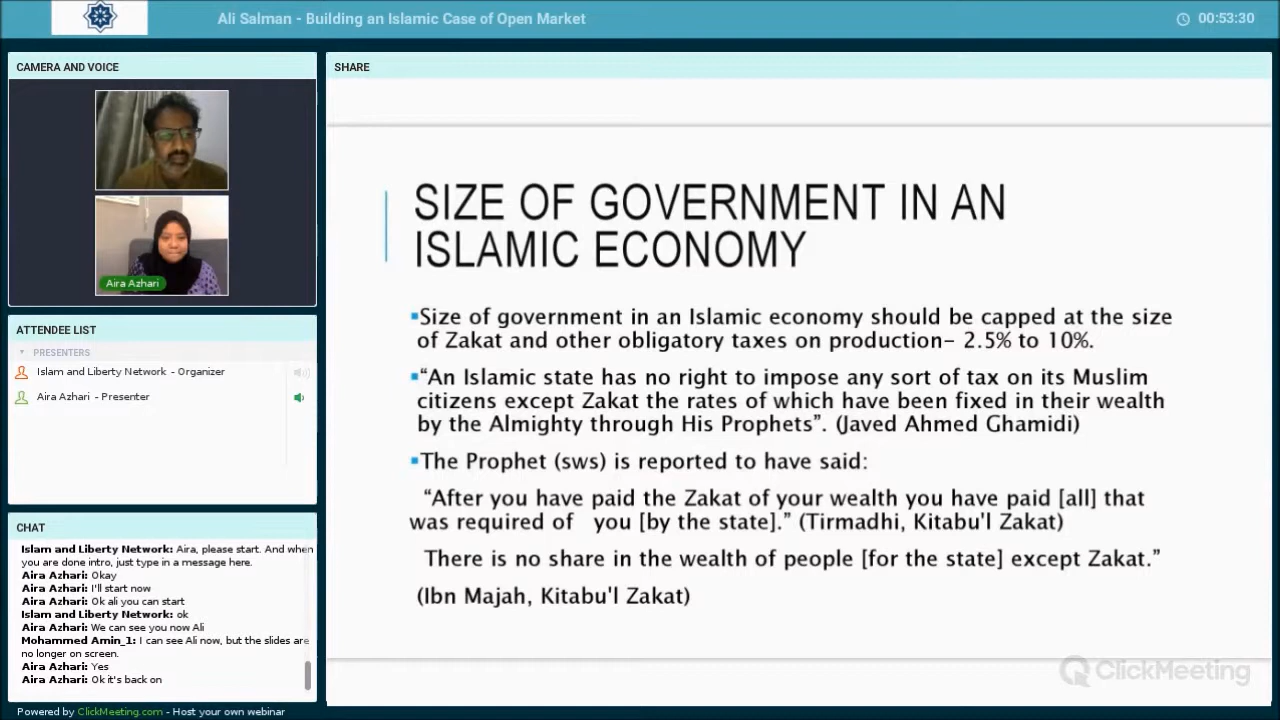 Ali Salman - Building an Islamic Case of Open Market
00:53:30
CAMERA AND VOICE
Aira Azhari
ATTENDEE LIST
PRESENTERS
Islam and Liberty Network - Organizer
Aira Azhari - Presenter
CHAT
Islam and Liberty Network: Aira, please start. And when
you are done intro, just type in a message here.
Aira Azhari: Okay
Aira Azhari: I'll start now
Aira Azhari: Ok ali you can start
Islam and Liberty Network: ok
Aira Azhari: We can see you now Ali
Mohammed Amin_1: I can see Ali now, but the slides are
no longer on screen.
Aira Azhari: Yes
Aira Azhari: Ok it's back on
Powered by ClickMeeting.com - Host your own webinar
SHARE
SIZE OF GOVERNMENT IN AN
ISLAMIC ECONOMY
▪Size of government in an Islamic economy should be capped at the size
of Zakat and other obligatory taxes on production- 2.5% to 10%.
▪“An Islamic state has no right to impose any sort of tax on its Muslim
citizens except Zakat the rates of which have been fixed in their wealth
by the Almighty through His Prophets”. (Javed Ahmed Ghamidi)
▪The Prophet (sws) is reported to have said:
“After you have paid the Zakat of your wealth you have paid [all] that
was required of you [by the state].” (Tirmadhi, Kitabu'l Zakat)
There is no share in the wealth of people [for the state] except Zakat.”
(Ibn Majah, Kitabu'l Zakat)
ClickMeeting